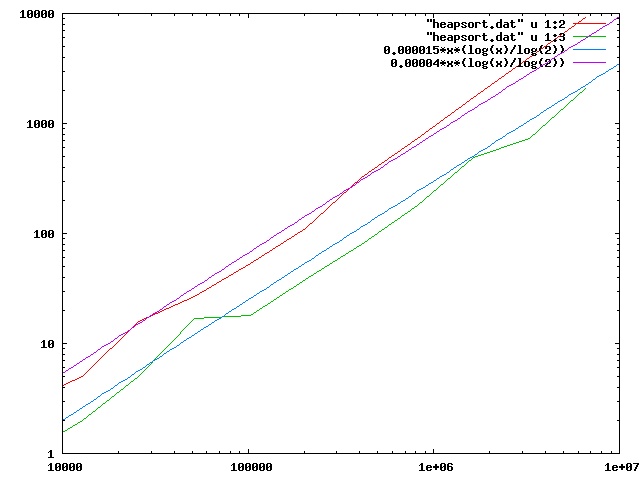 10000
"heapsort.dat" u 1:2
"heapsort.dat" u 1:3
0.000015*x*(log(x)/log(2))
0.00004*x*(log(x)/log(2))
1000
100
10
1
10000 100000 1e+06 1e+07